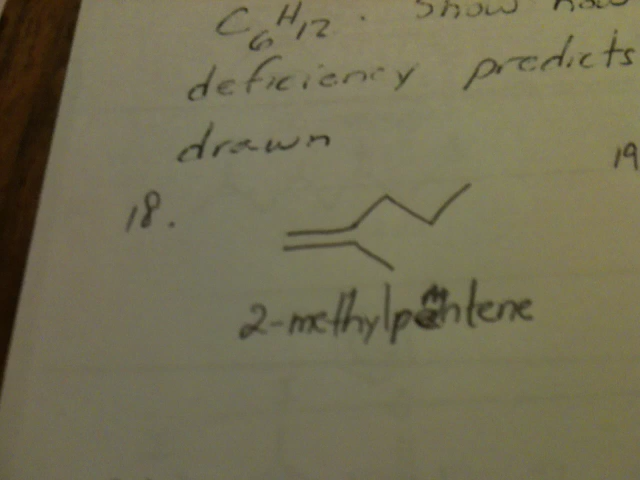 C₆H₁₂. Show how
deficiency predicts
drawn
18.
19
2-methylpentene